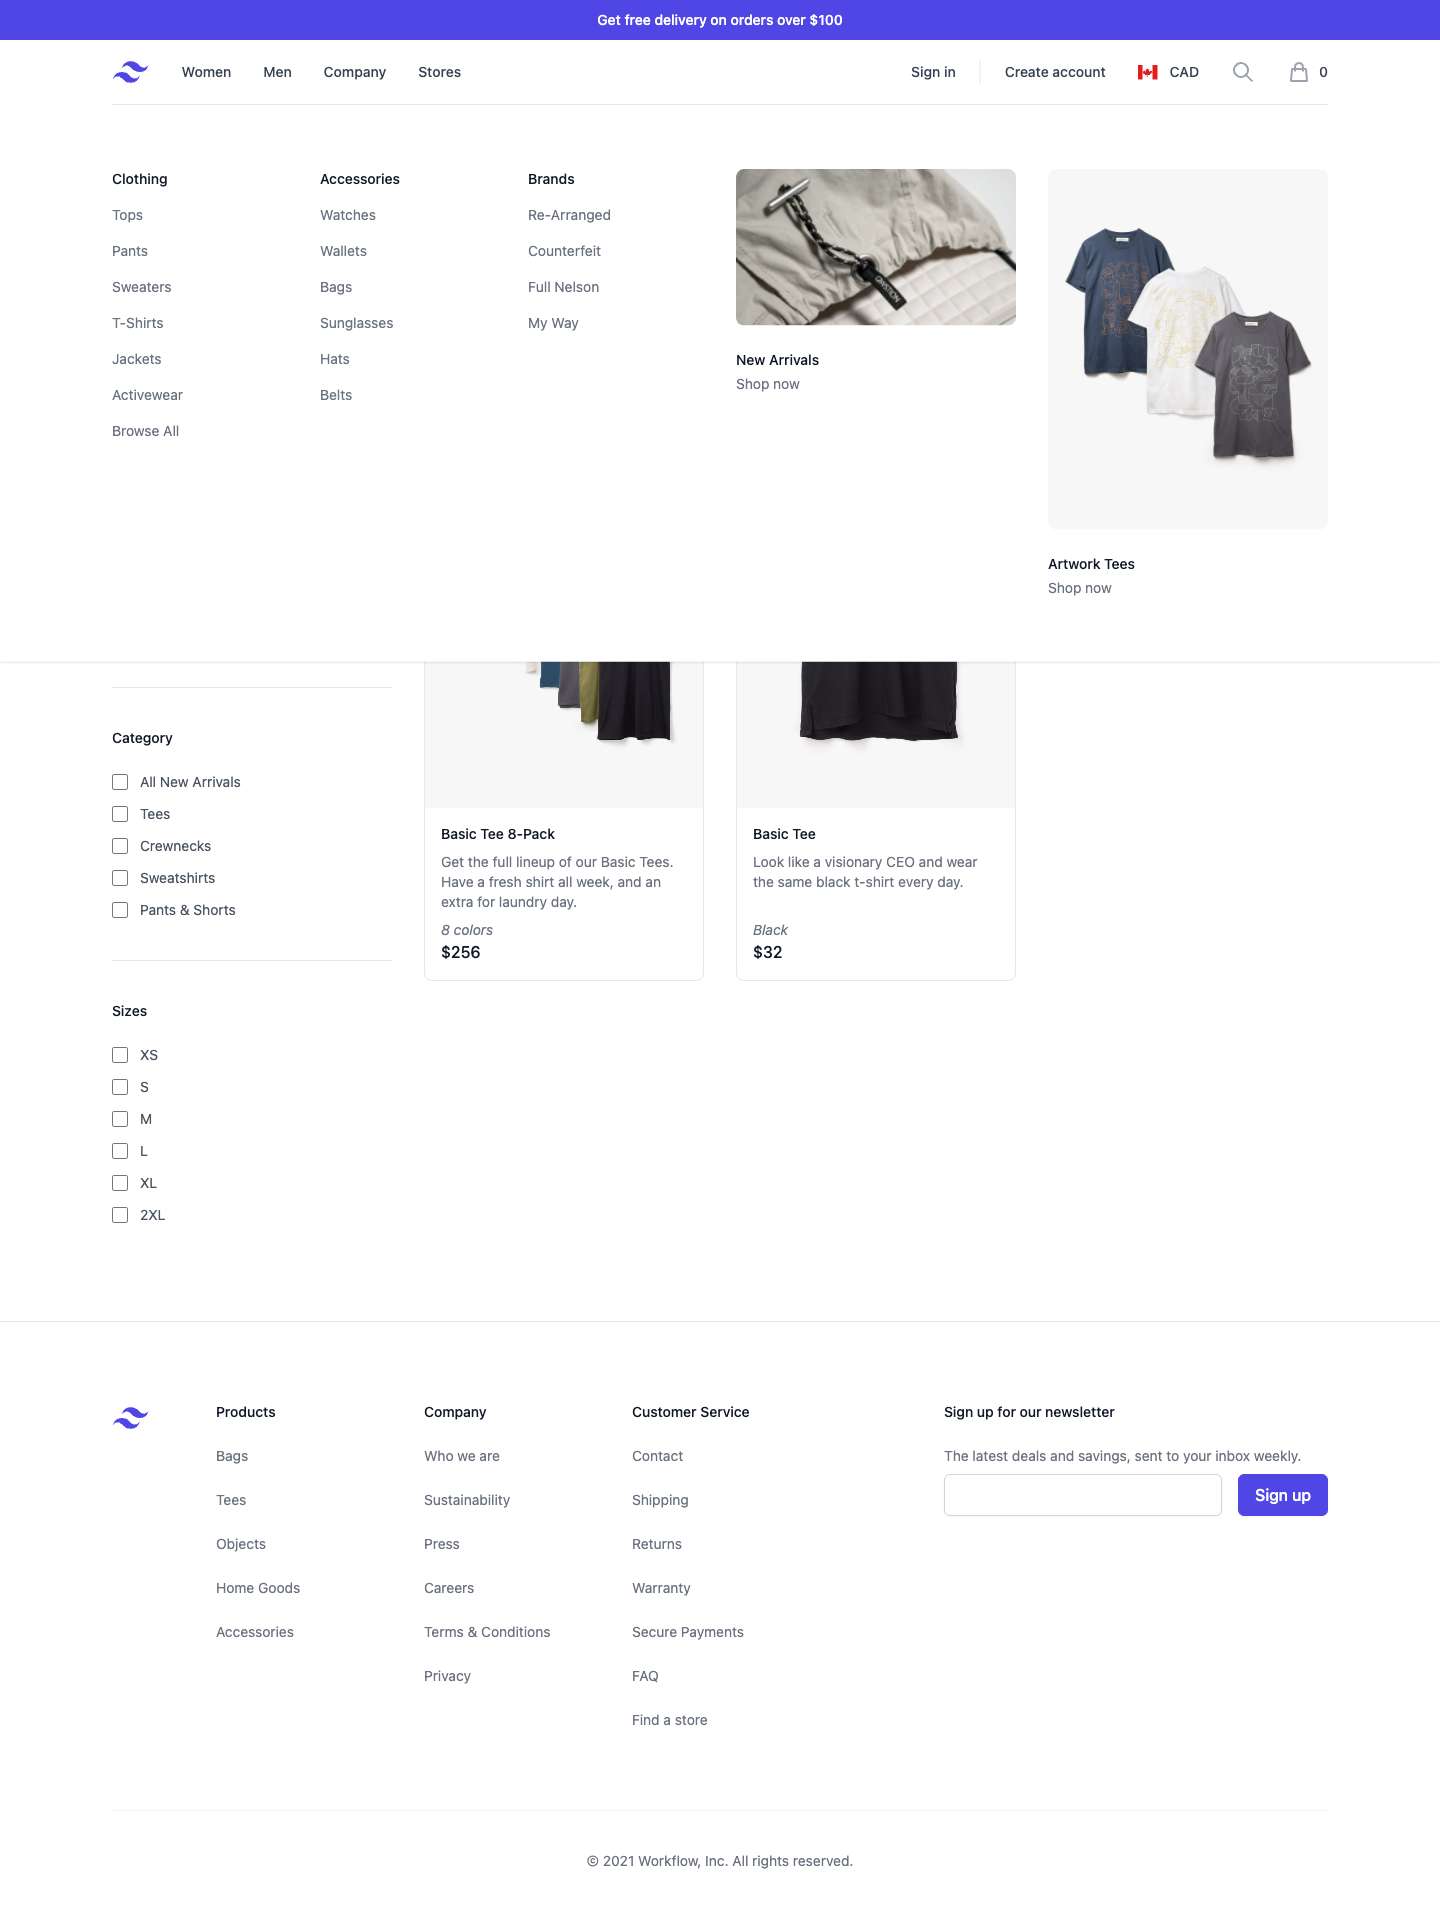 Get free delivery on orders over $100
Women
Men
Company
Stores
Sign in
Create account
CAD
0
Clothing
Tops
Pants
Sweaters
T-Shirts
Jackets
Activewear
Browse All
Accessories
Watches
Wallets
Bags
Sunglasses
Hats
Belts
Brands
Re-Arranged
Counterfeit
Full Nelson
My Way
New Arrivals
Shop now
Artwork Tees
Shop now
Category
All New Arrivals
Tees
Crewnecks
Sweatshirts
Pants & Shorts
Sizes
XS
S
M
L
XL
2XL
Basic Tee 8-Pack
Get the full lineup of our Basic Tees.
Have a fresh shirt all week, and an
extra for laundry day.
8 colors
$256
Basic Tee
Look like a visionary CEO and wear
the same black t-shirt every day.
Black
$32
Products
Bags
Tees
Objects
Home Goods
Accessories
Company
Who we are
Sustainability
Press
Careers
Terms & Conditions
Privacy
Customer Service
Contact
Shipping
Returns
Warranty
Secure Payments
FAQ
Find a store
Sign up for our newsletter
The latest deals and savings, sent to your inbox weekly.
Sign up
© 2021 Workflow, Inc. All rights reserved.